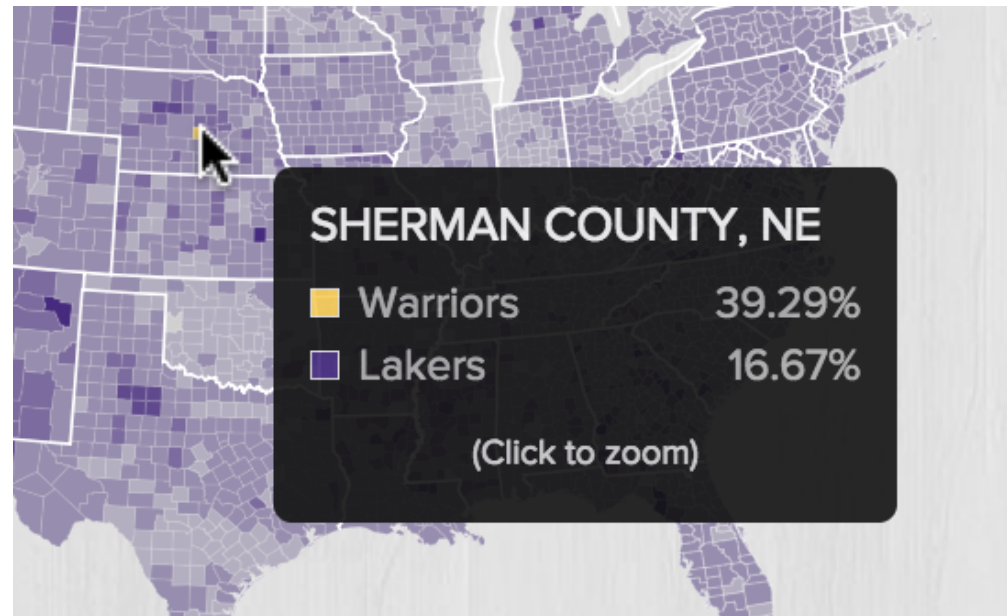 SHERMAN COUNTY, NE
Warriors 39.29%
Lakers 16.67%
(Click to zoom)